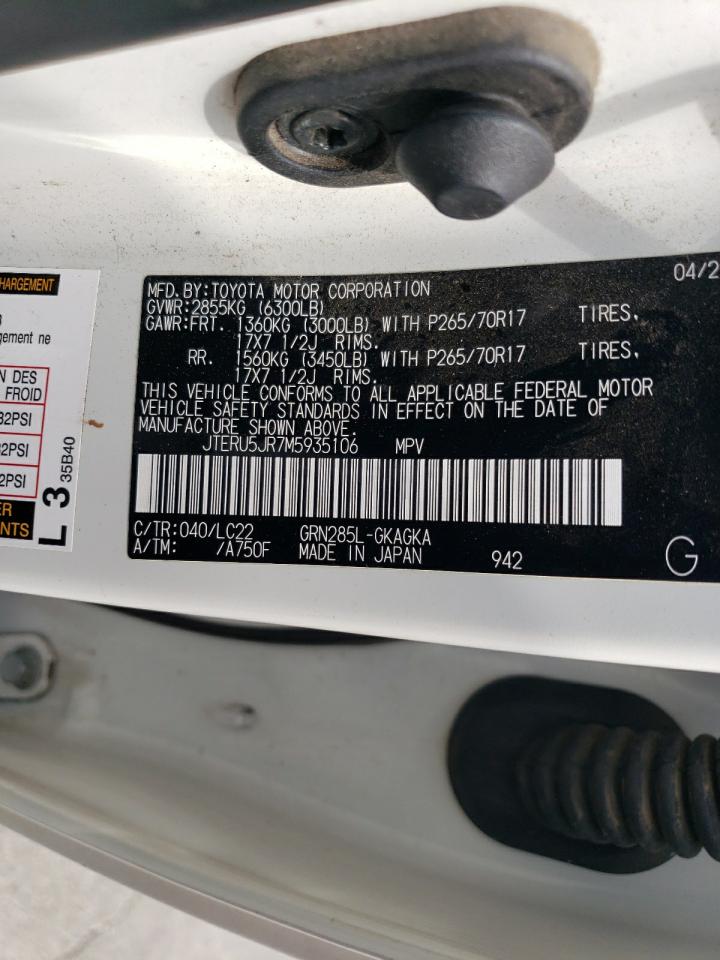 04/2
MFD.BY:TOYOTA MOTOR CORPORATION
GVWR:2855KG (6300LB)
GAWR:FRT. 1360KG (3000LB) WITH P265/70R17 TIRES,
17X7 1/2J RIMS.
RR. 1560KG (3450LB) WITH P265/70R17 TIRES,
17X7 1/2J RIMS.
THIS VEHICLE CONFORMS TO ALL APPLICABLE FEDERAL MOTOR
VEHICLE SAFETY STANDARDS IN EFFECT ON THE DATE OF
MANUFACTURE SHOWN ABOVE.
JTERU5JR7M5935106 MPV
C/TR:040/LC22 GRN285L-GKAGKA
A/TM: /A750F MADE IN JAPAN 942 G
CHARGEMENT
gement ne
N DES
FROID
32PSI
32PSI
2PSI
ER
NTS
L 3 35B40